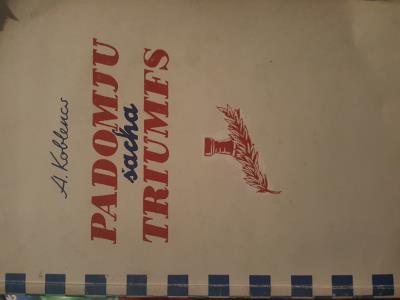 A. Koblencs
PADOMJU
šacha
TRIUMFS